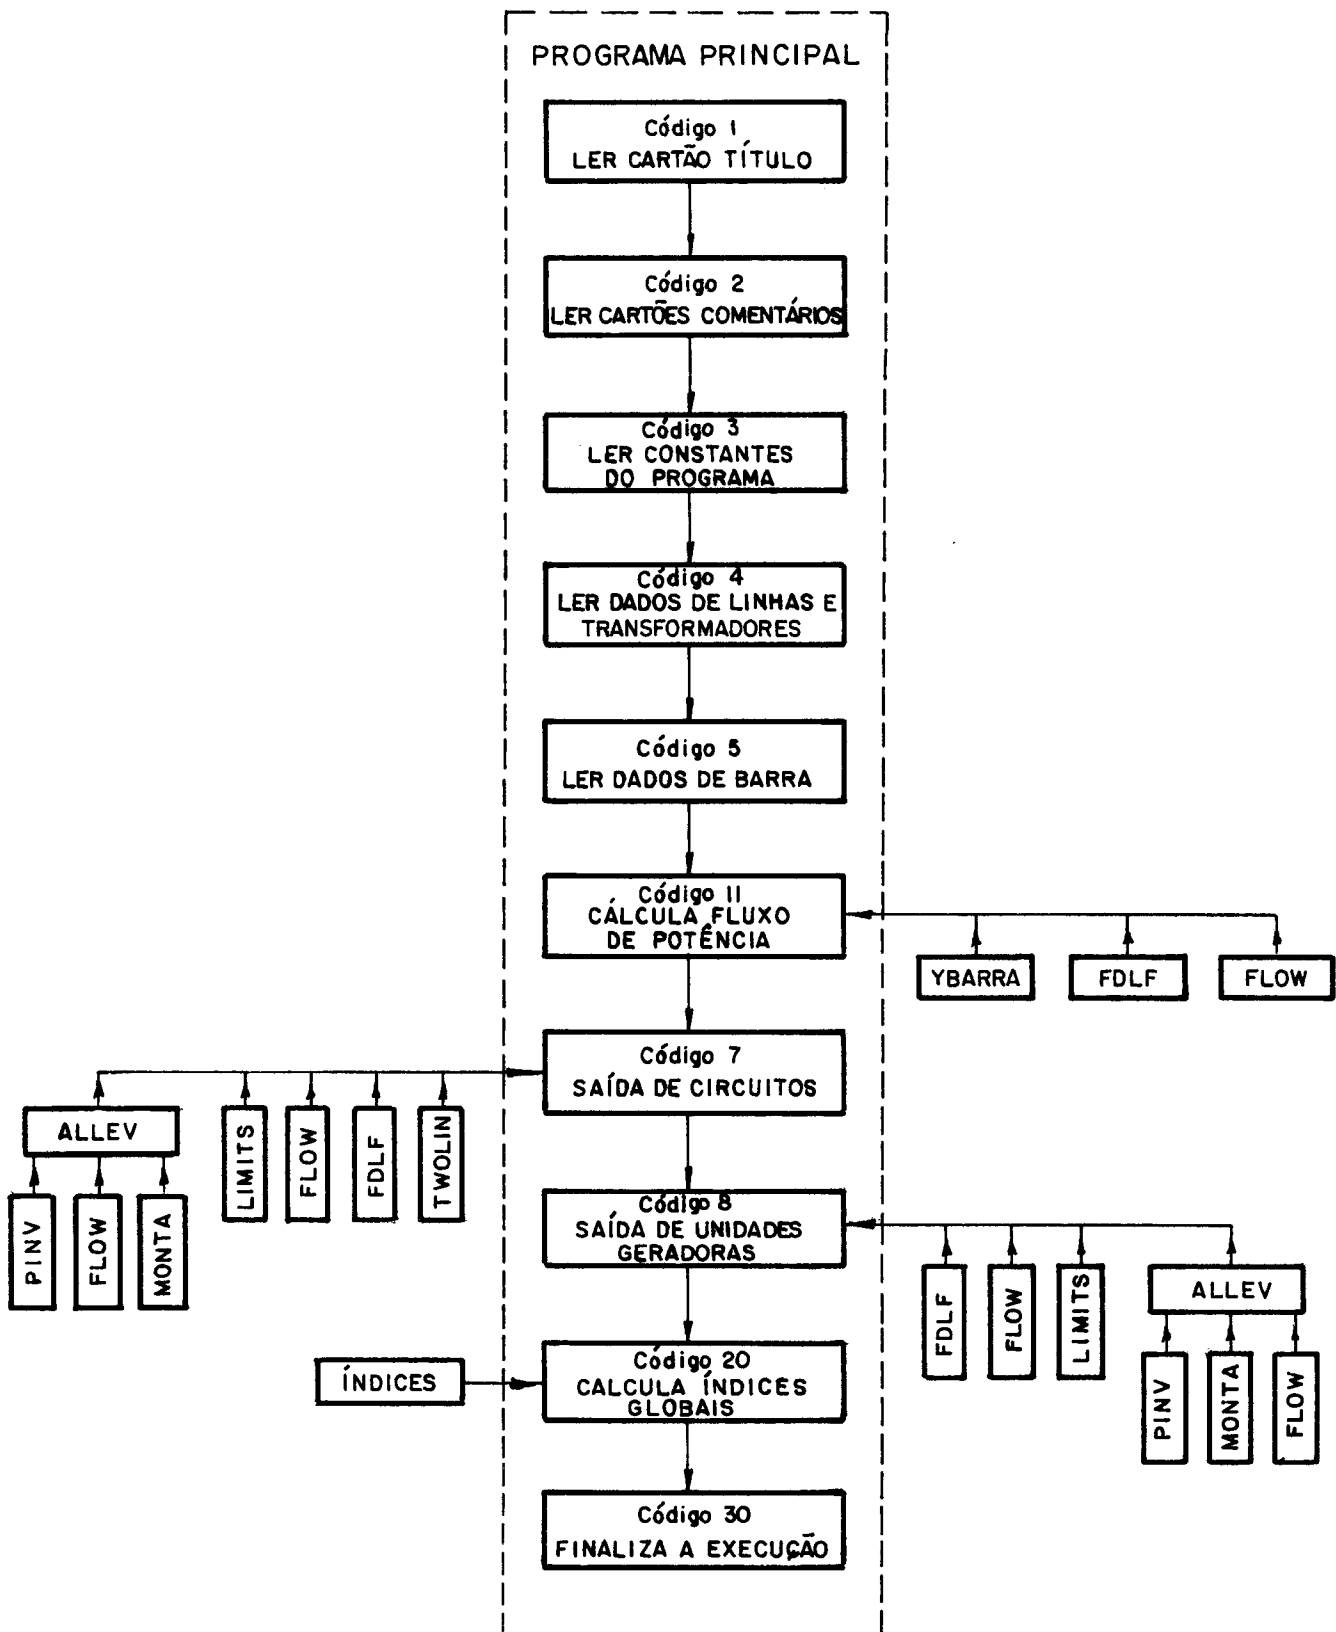 PROGRAMA PRINCIPAL
Código 1
LER CARTÃO TÍTULO
Código 2
LER CARTÕES COMENTÁRIOS
Código 3
LER CONSTANTES
DO PROGRAMA
Código 4
LER DADOS DE LINHAS E
TRANSFORMADORES
Código 5
LER DADOS DE BARRA
Código 11
CÁLCULA FLUXO
DE POTÊNCIA
YBARRA
FDLF
FLOW
Código 7
SAÍDA DE CIRCUITOS
ALLEV
LIMITS
FLOW
FDLF
TWOLIN
PINV
FLOW
MONTA
Código 8
SAÍDA DE UNIDADES
GERADORAS
FDLF
FLOW
LIMITS
ALLEV
PINV
MONTA
FLOW
ÍNDICES
Código 20
CALCULA ÍNDICES
GLOBAIS
Código 30
FINALIZA A EXECUÇÃO